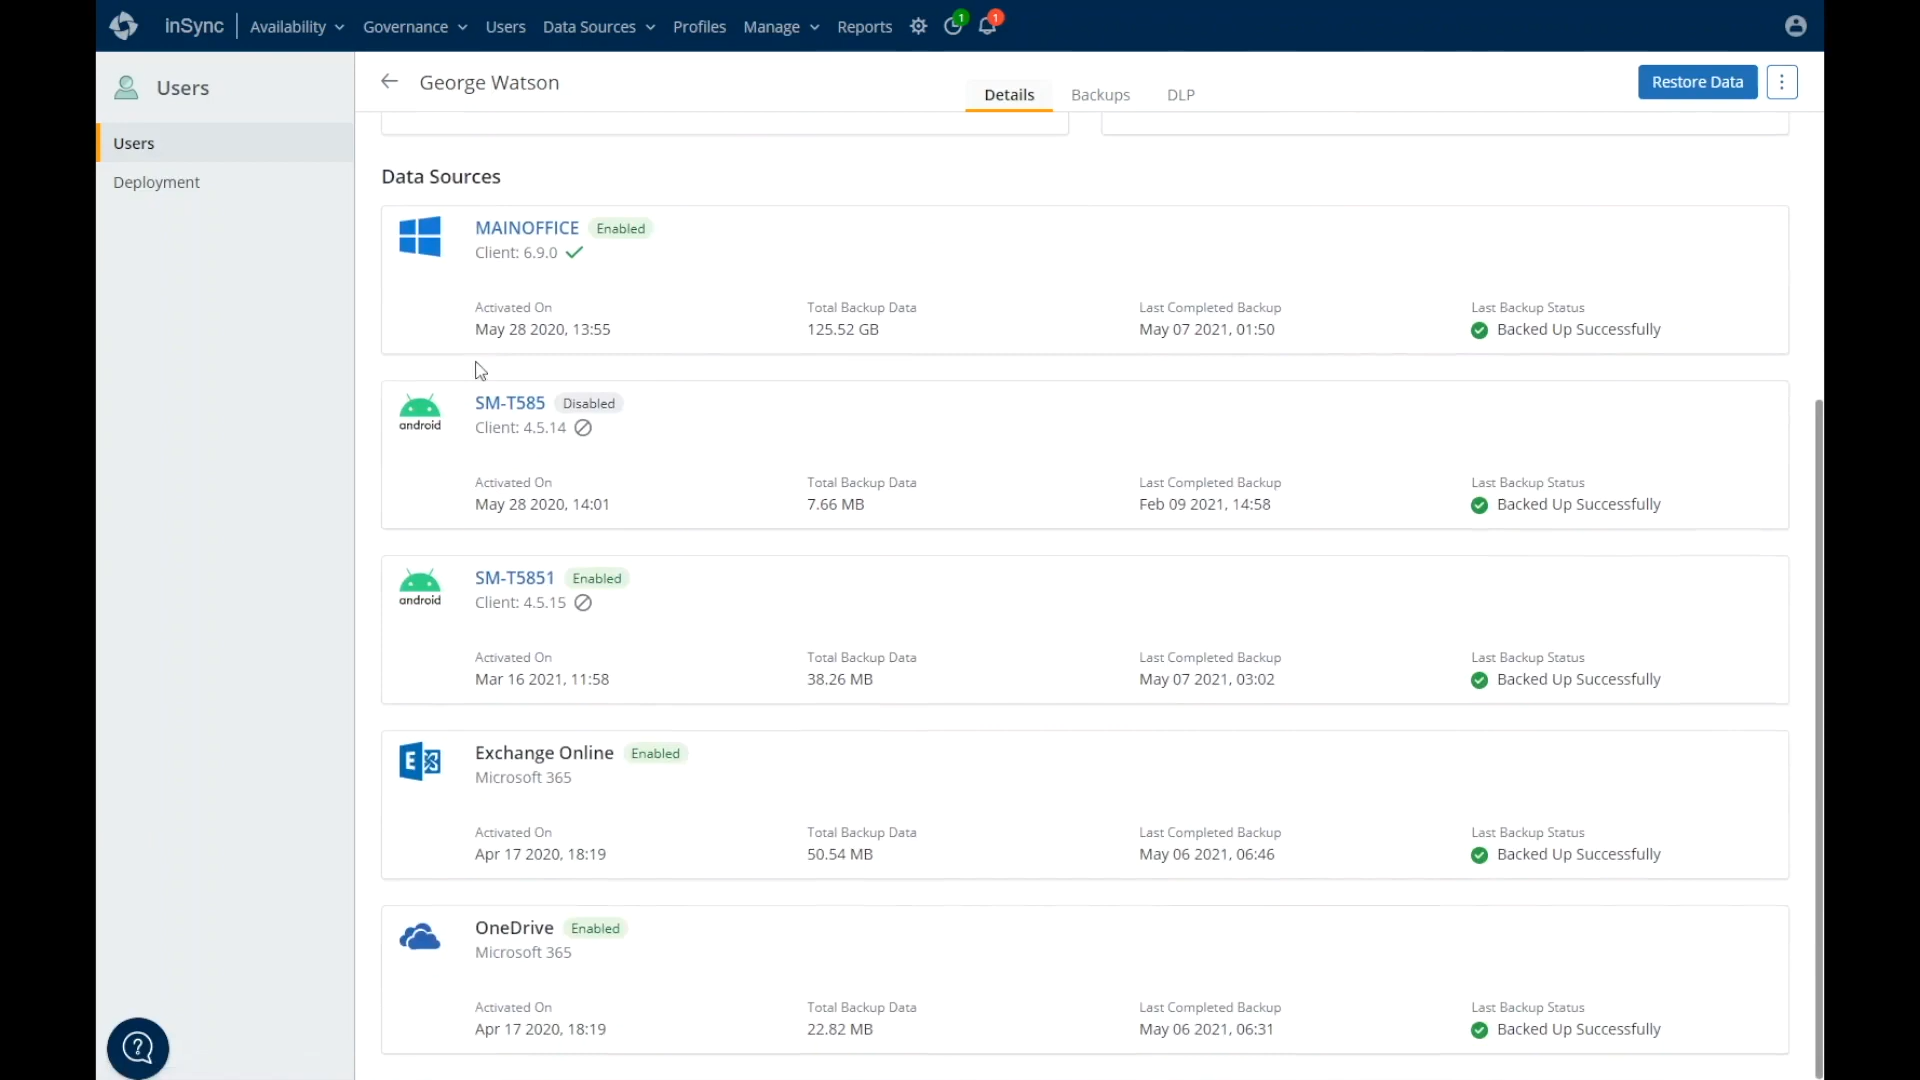 inSync Availability Governance Users Data Sources Profiles Manage Reports 1 1
Users
George Watson
Details Backups DLP
Restore Data
Users
Deployment
Data Sources
MAINOFFICE Enabled
Client: 6.9.0
Activated On Total Backup Data Last Completed Backup Last Backup Status
May 28 2020, 13:55 125.52 GB May 07 2021, 01:50 Backed Up Successfully
android
SM-T585 Disabled
Client: 4.5.14
Activated On Total Backup Data Last Completed Backup Last Backup Status
May 28 2020, 14:01 7.66 MB Feb 09 2021, 14:58 Backed Up Successfully
android
SM-T5851 Enabled
Client: 4.5.15
Activated On Total Backup Data Last Completed Backup Last Backup Status
Mar 16 2021, 11:58 38.26 MB May 07 2021, 03:02 Backed Up Successfully
E
Exchange Online Enabled
Microsoft 365
Activated On Total Backup Data Last Completed Backup Last Backup Status
Apr 17 2020, 18:19 50.54 MB May 06 2021, 06:46 Backed Up Successfully
OneDrive Enabled
Microsoft 365
Activated On Total Backup Data Last Completed Backup Last Backup Status
Apr 17 2020, 18:19 22.82 MB May 06 2021, 06:31 Backed Up Successfully
?